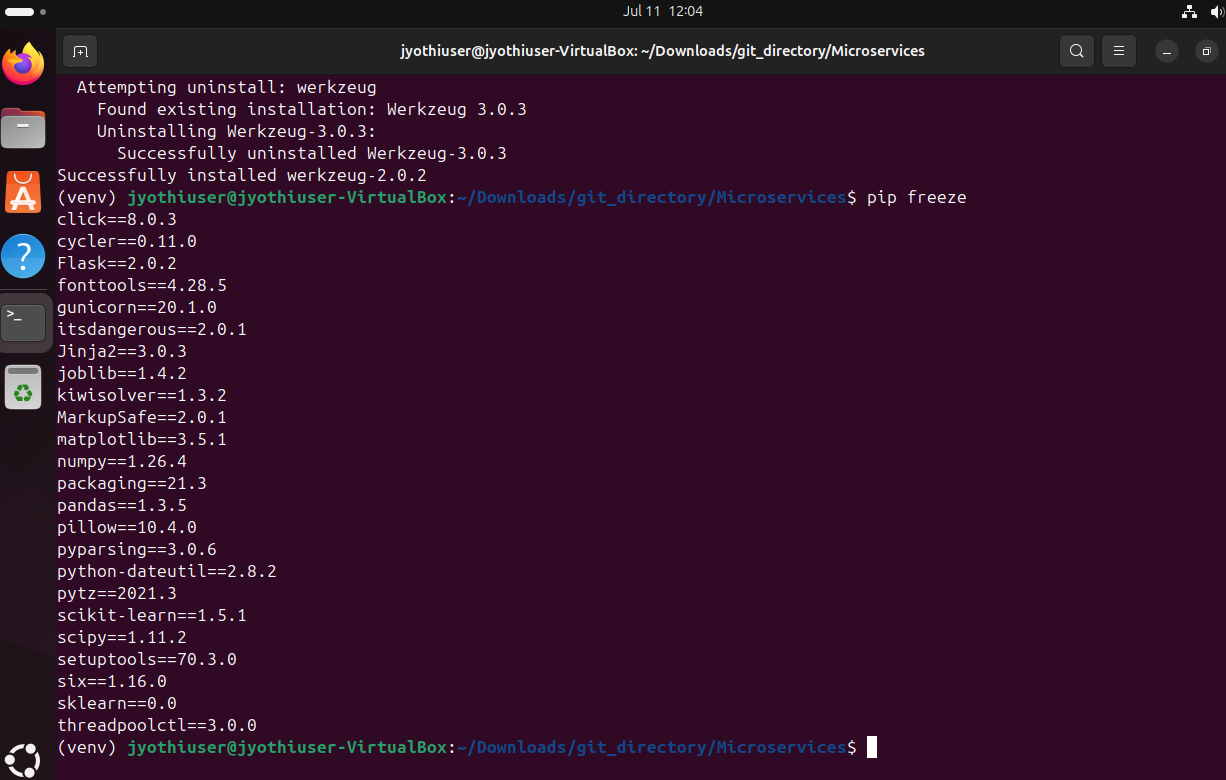 Jul 11 12:04
jyothiuser@jyothiuser-VirtualBox: ~/Downloads/git_directory/Microservices
Attempting uninstall: werkzeug
Found existing installation: Werkzeug 3.0.3
Uninstalling Werkzeug-3.0.3:
Successfully uninstalled Werkzeug-3.0.3
Successfully installed werkzeug-2.0.2
(venv) jyothiuser@jyothiuser-VirtualBox:~/Downloads/git_directory/Microservices$ pip freeze
click==8.0.3
cycler==0.11.0
Flask==2.0.2
fonttools==4.28.5
gunicorn==20.1.0
itsdangerous==2.0.1
Jinja2==3.0.3
joblib==1.4.2
kiwisolver==1.3.2
MarkupSafe==2.0.1
matplotlib==3.5.1
numpy==1.26.4
packaging==21.3
pandas==1.3.5
pillow==10.4.0
pyparsing==3.0.6
python-dateutil==2.8.2
pytz==2021.3
scikit-learn==1.5.1
scipy==1.11.2
setuptools==70.3.0
six==1.16.0
sklearn==0.0
threadpoolctl==3.0.0
(venv) jyothiuser@jyothiuser-VirtualBox:~/Downloads/git_directory/Microservices$